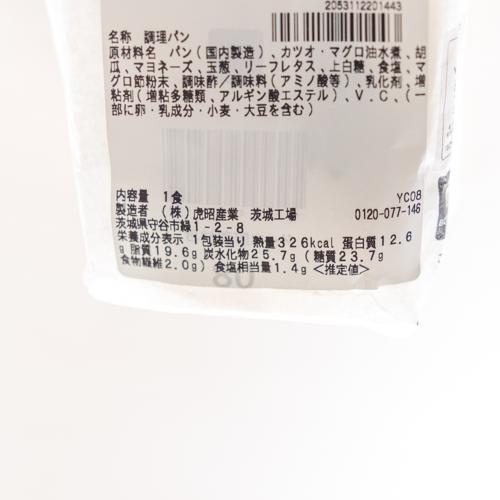 2053112201443
名称 調理パン
原材料名 パン(国内製造)、カツオ・マグロ油水煮、胡
瓜、マヨネーズ、玉葱、リーフレタス、上白糖、食塩、マ
グロ節粉末、調味酢/調味料(アミノ酸等)、乳化剤、増
粘剤(増粘多糖類、アルギン酸エステル)、V.C、(一
部に卵・乳成分・小麦・大豆を含む)
内容量 1食 YC08
製造者 (株)虎昭産業 茨城工場 0120-077-146
茨城県守谷市緑1-2-8
栄養成分表示 1包装当り 熱量326kcal 蛋白質12.6
g 脂質19.6g 炭水化物25.7g(糖質23.7g
食物繊維2.0g) 食塩相当量1.4g<推定値>